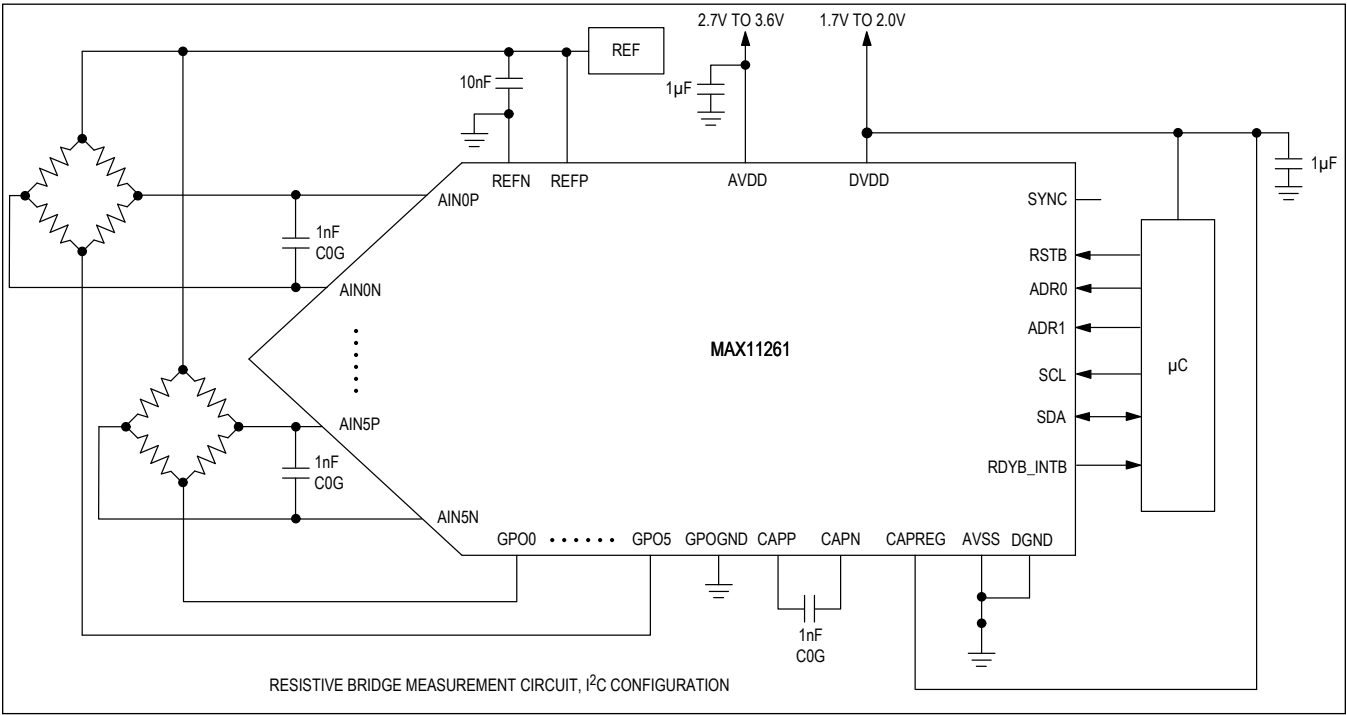 2.7V TO 3.6V
1.7V TO 2.0V
REF
10nF
1µF
1µF
REFN
REFP
AVDD
DVDD
AIN0P
SYNC
1nF
C0G
RSTB
AIN0N
ADR0
ADR1
MAX11261
µC
SCL
AIN5P
SDA
1nF
C0G
RDYB_INTB
AIN5N
GPO0
GPO5
GPOGND
CAPP
CAPN
CAPREG
AVSS
DGND
1nF
C0G
RESISTIVE BRIDGE MEASUREMENT CIRCUIT, I²C CONFIGURATION